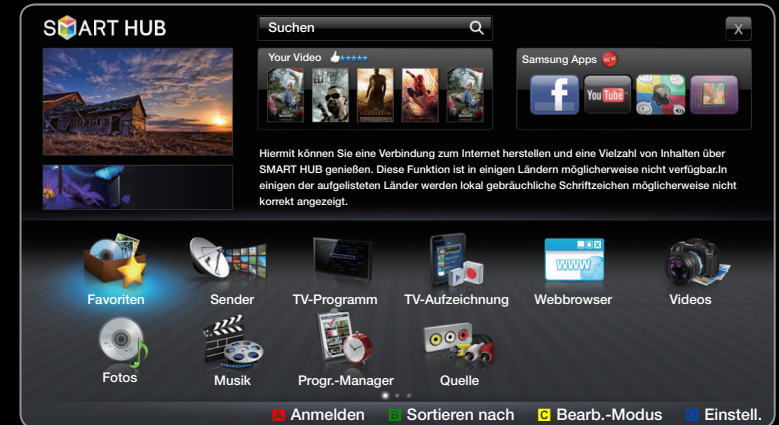 SMART HUB
Suchen
X
Your Video
Samsung Apps NEW
You Tube
GLADIATOR
Hiermit können Sie eine Verbindung zum Internet herstellen und eine Vielzahl von Inhalten über
SMART HUB genießen. Diese Funktion ist in einigen Ländern möglicherweise nicht verfügbar.In
einigen der aufgelisteten Länder werden lokal gebräuchliche Schriftzeichen möglicherweise nicht
korrekt angezeigt.
www
Favoriten Sender TV-Programm TV-Aufzeichnung Webbrowser Videos
Fotos Musik Progr.-Manager Quelle
A Anmelden B Sortieren nach C Bearb.-Modus D Einstell.